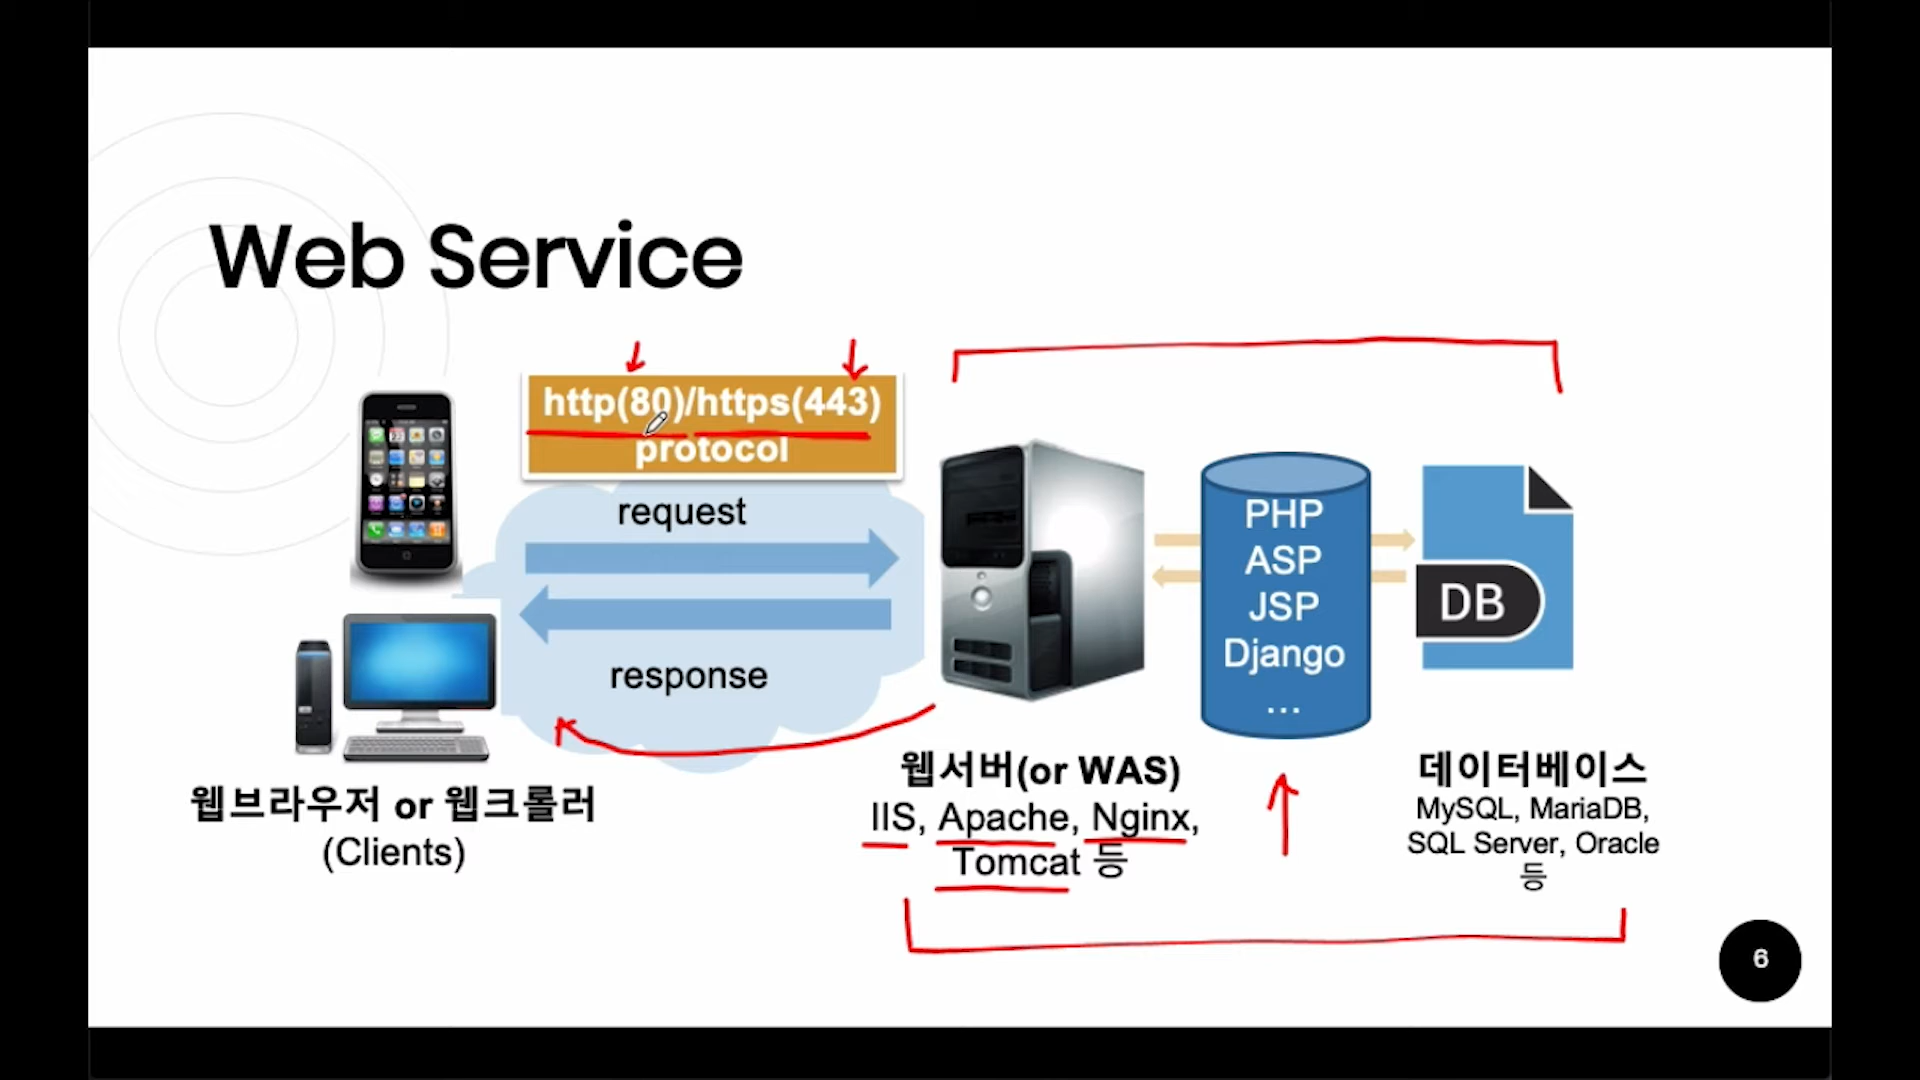 Web Service
http(80)/https(443)
protocol
request
response
웹브라우저 or 웹크롤러
(Clients)
웹서버(or WAS)
IIS, Apache, Nginx,
Tomcat 등
PHP
ASP
JSP
Django
...
DB
데이터베이스
MySQL, MariaDB,
SQL Server, Oracle
등
6